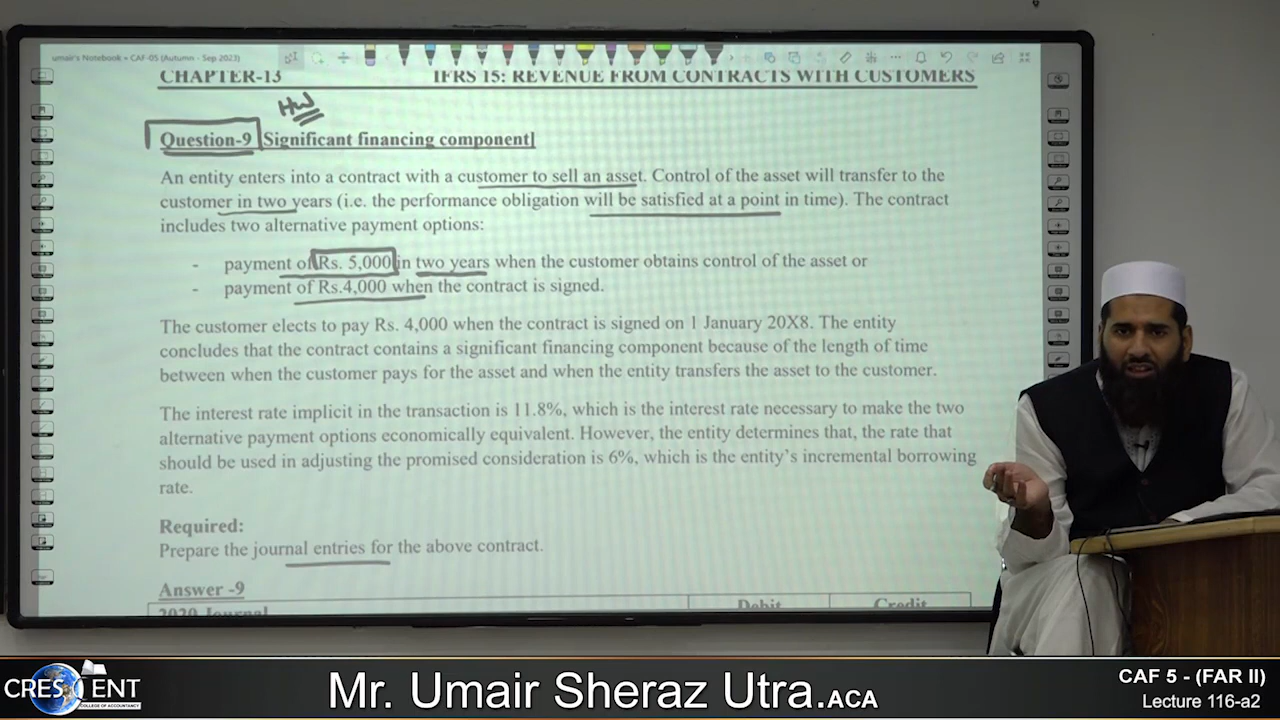 umair's Notebook • CAF-05 (Autumn - Sep 2023)
CHAPTER-13 IFRS 15: REVENUE FROM CONTRACTS WITH CUSTOMERS
HW
Question-9 Significant financing component
An entity enters into a contract with a customer to sell an asset. Control of the asset will transfer to the
customer in two years (i.e. the performance obligation will be satisfied at a point in time). The contract
includes two alternative payment options:
- payment of Rs. 5,000 in two years when the customer obtains control of the asset or
- payment of Rs.4,000 when the contract is signed.
The customer elects to pay Rs. 4,000 when the contract is signed on 1 January 20X8. The entity
concludes that the contract contains a significant financing component because of the length of time
between when the customer pays for the asset and when the entity transfers the asset to the customer.
The interest rate implicit in the transaction is 11.8%, which is the interest rate necessary to make the two
alternative payment options economically equivalent. However, the entity determines that, the rate that
should be used in adjusting the promised consideration is 6%, which is the entity's incremental borrowing
rate.
Required:
Prepare the journal entries for the above contract.
Answer -9
2020 Journal Debit Credit
CRESCENT
COLLEGE OF ACCOUNTANCY
Mr. Umair Sheraz Utra.ACA
CAF 5 - (FAR II)
Lecture 116-a2